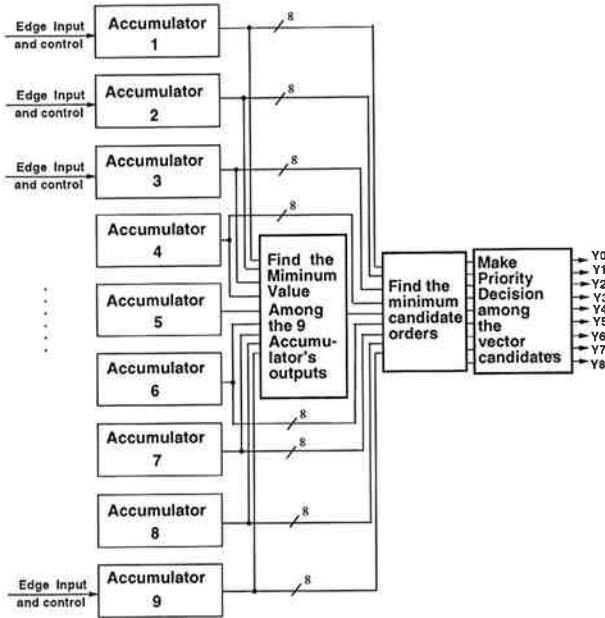 Edge Input
and control
Accumulator
1
8
Edge Input
and control
Accumulator
2
8
Edge Input
and control
Accumulator
3
8
Accumulator
4
8
Accumulator
5
Accumulator
6
8
Accumulator
7
8
Accumulator
8
8
Edge Input
and control
Accumulator
9
8
Find the
Miminum
Value
Among
the 9
Accumu-
lator's
outputs
Find the
minimum
candidate
orders
Make
Priority
Decision
among
the
vector
candidates
Y0
Y1
Y2
Y3
Y4
Y5
Y6
Y7
Y8